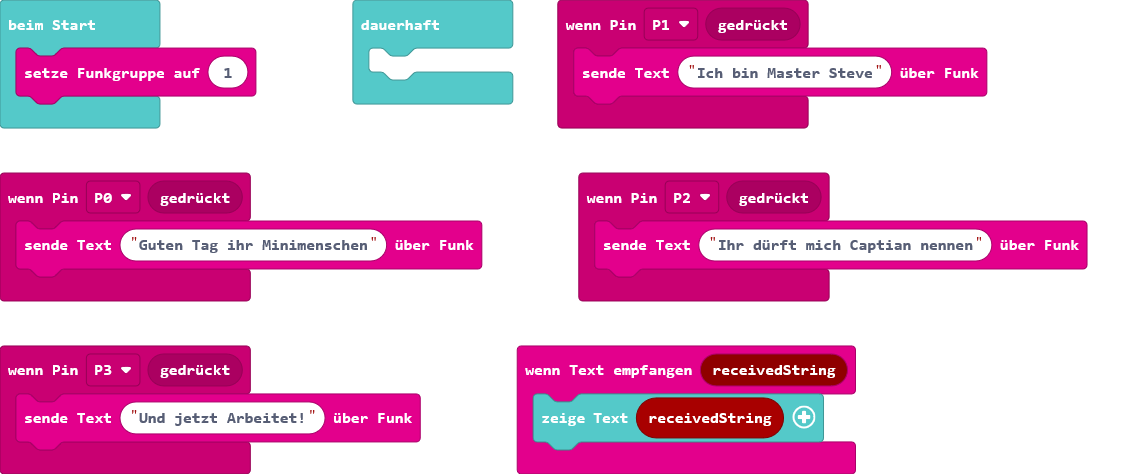 beim Start
setze Funkgruppe auf 1
dauerhaft
wenn Pin P1 gedrückt
sende Text "Ich bin Master Steve" über Funk
wenn Pin P0 gedrückt
sende Text "Guten Tag ihr Minimenschen" über Funk
wenn Pin P2 gedrückt
sende Text "Ihr dürft mich Captian nennen" über Funk
wenn Pin P3 gedrückt
sende Text "Und jetzt Arbeitet!" über Funk
wenn Text empfangen receivedString
zeige Text receivedString